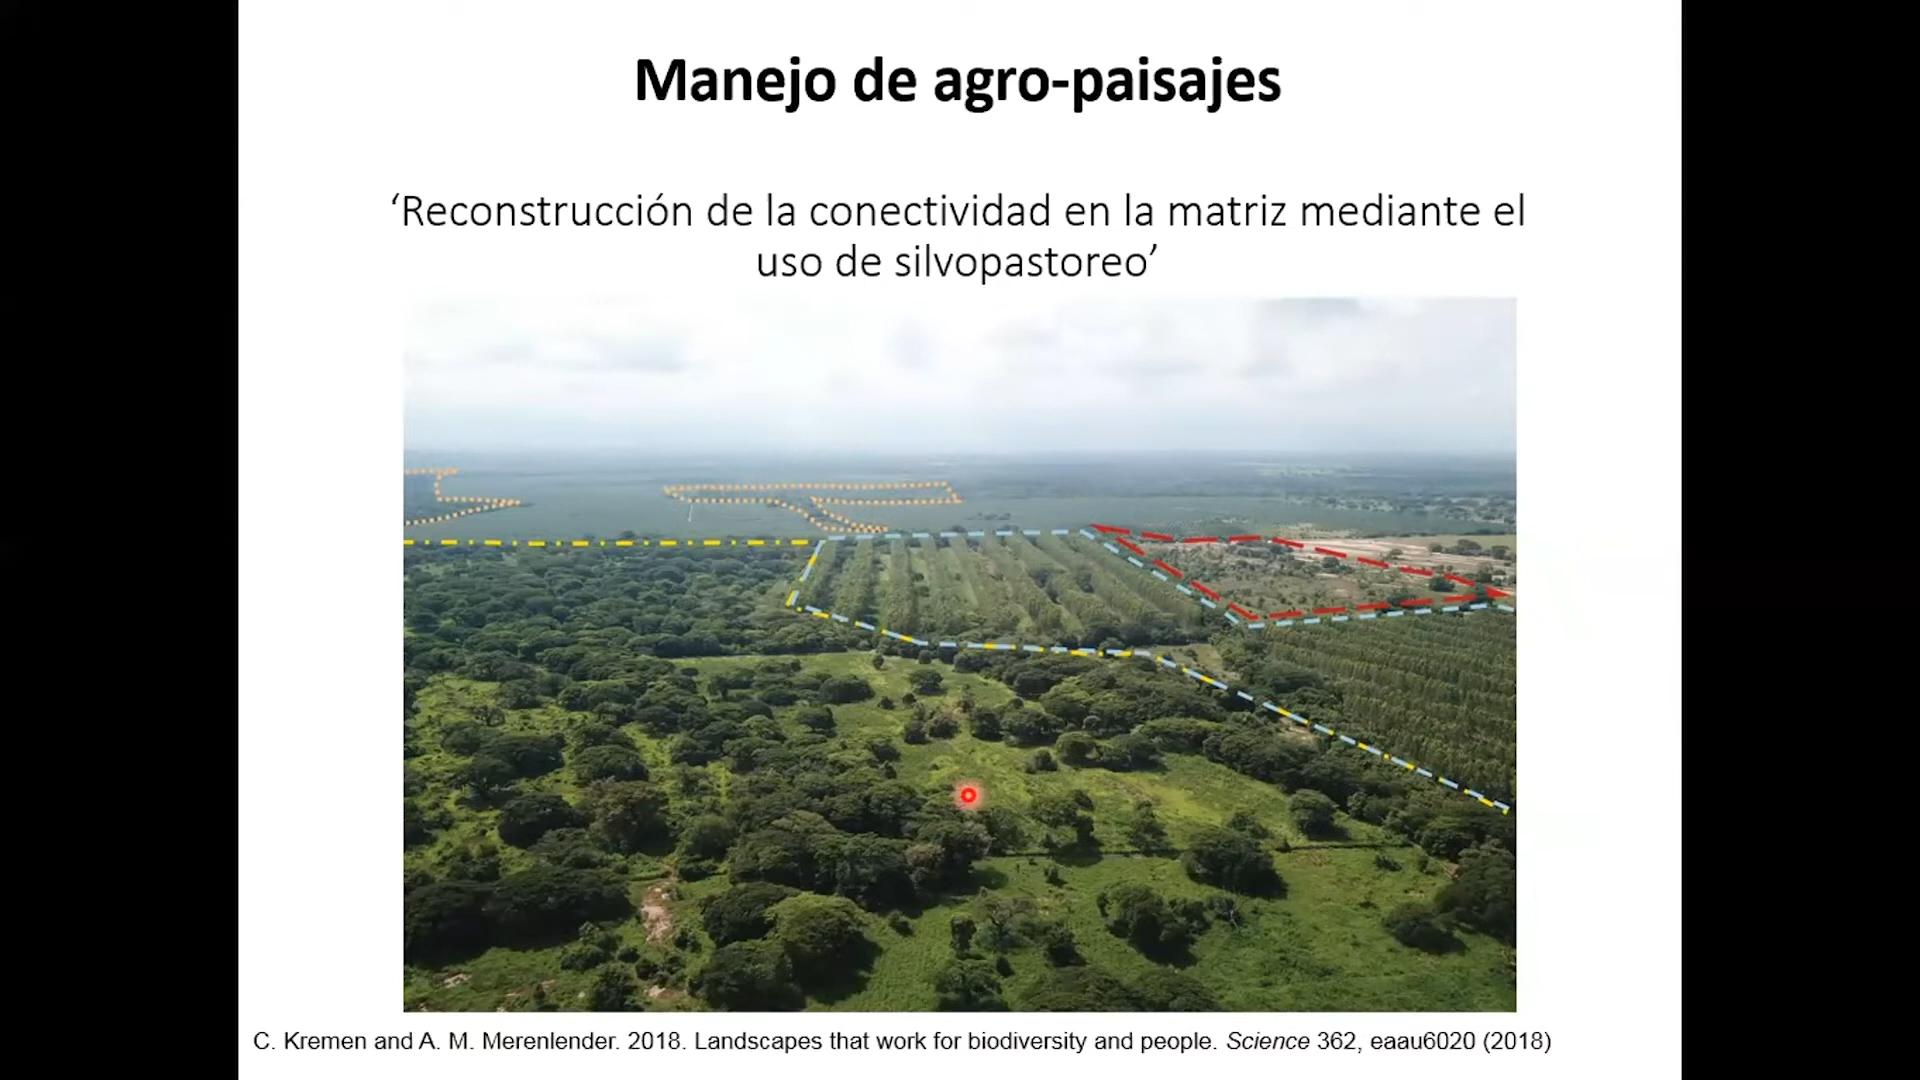 Manejo de agro-paisajes
‘Reconstrucción de la conectividad en la matriz mediante el
uso de silvopastoreo’
C. Kremen and A. M. Merenlender. 2018. Landscapes that work for biodiversity and people. Science 362, eaau6020 (2018)